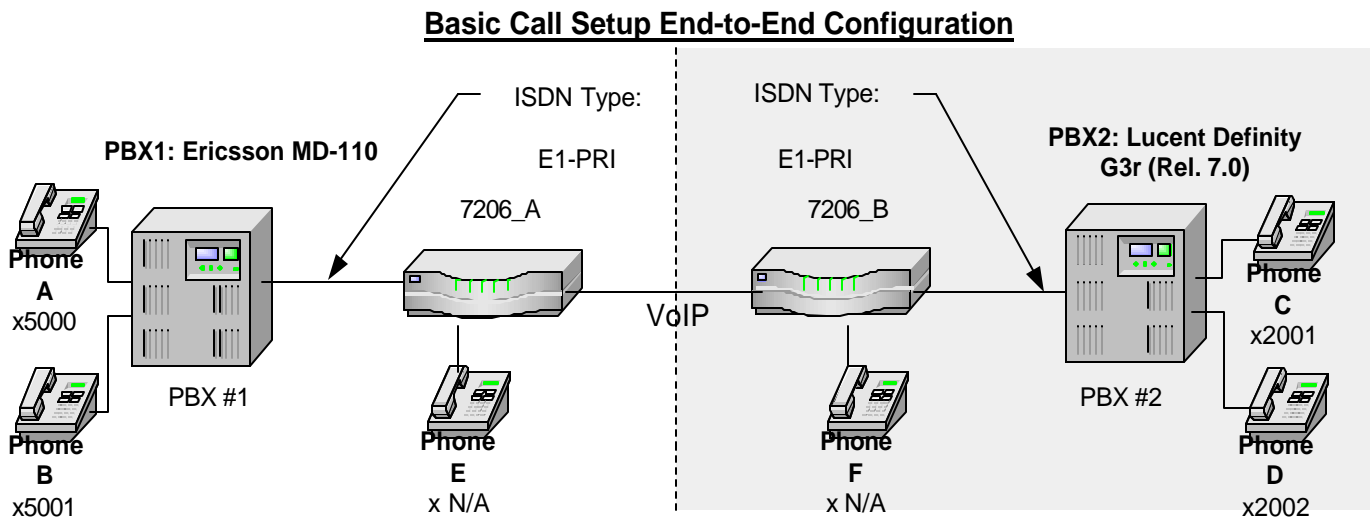 Basic Call Setup End-to-End Configuration
ISDN Type:
ISDN Type:
PBX1: Ericsson MD-110
E1-PRI
E1-PRI
PBX2: Lucent Definity
G3r (Rel. 7.0)
7206_A
7206_B
Phone
A
x5000
Phone
C
x2001
VoIP
PBX #1
PBX #2
Phone
B
x5001
Phone
E
x N/A
Phone
F
x N/A
Phone
D
x2002